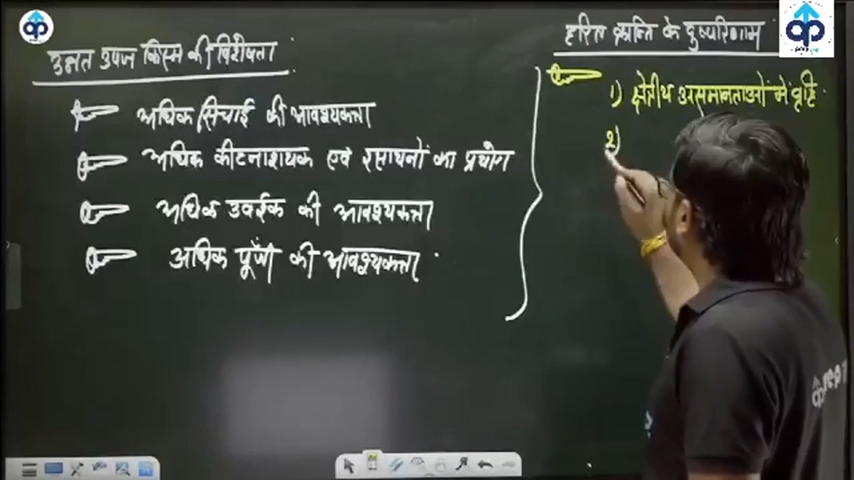 उन्नत उपज किस्म की विशेषता
अधिक सिचाई की आवश्यकता
अधिक कीटनाशक एवं रसायनों का प्रयोग
अधिक उर्वरक की आवश्यकता
अधिक पूँजी की आवश्यकता
हरित क्रान्ति के दुष्परिणाम
1) क्षेत्रीय असमानताओं में वृद्धि
2)